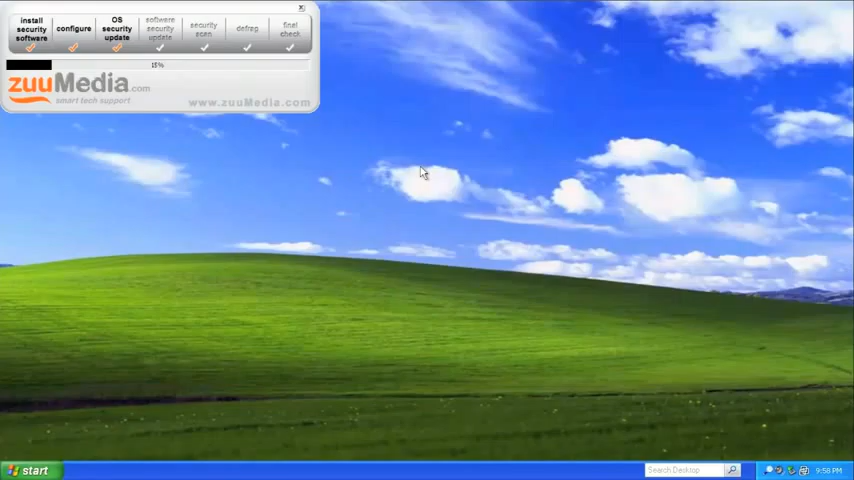 install security software
configure
OS security update
software security update
security scan
defrag
final check
15%
zuuMedia.com
smart tech support
www.zuuMedia.com
start
Search Desktop
9:58 PM